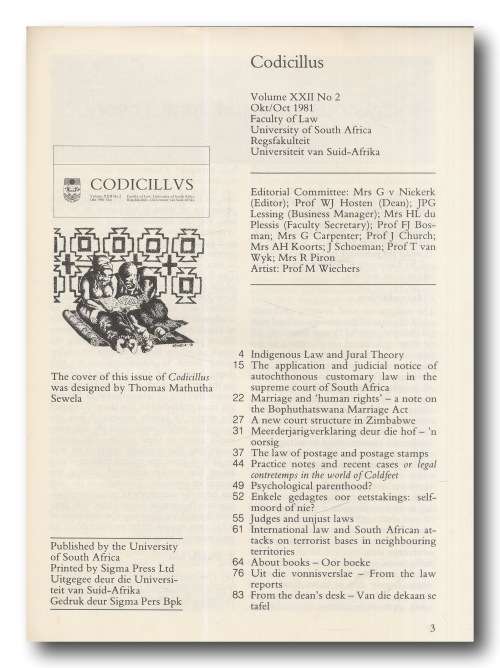 Codicillus
Volume XXII No 2
Okt/Oct 1981
Faculty of Law
University of South Africa
Regsfakulteit
Universiteit van Suid-Afrika
CODICILLVS
Editorial Committee: Mrs G v Niekerk
(Editor); Prof WJ Hosten (Dean); JPG
Lessing (Business Manager); Mrs HL du
Plessis (Faculty Secretary); Prof FJ Bos-
man; Mrs G Carpenter; Prof J Church;
Mrs AH Koorts; J Schoeman; Prof T van
Wyk; Mrs R Piron
Artist: Prof M Wiechers
The cover of this issue of Codicillus
was designed by Thomas Mathutha
Sewela
4 Indigenous Law and Jural Theory
15 The application and judicial notice of
autochthonous customary law in the
supreme court of South Africa
22 Marriage and ‘human rights’ – a note on
the Bophuthatswana Marriage Act
27 A new court structure in Zimbabwe
31 Meerderjarigverklaring deur die hof – ’n
oorsig
37 The law of postage and postage stamps
44 Practice notes and recent cases or legal
contretemps in the world of Coldfeet
49 Psychological parenthood?
52 Enkele gedagtes oor eetstakings: self-
moord of nie?
55 Judges and unjust laws
61 International law and South African at-
tacks on terrorist bases in neighbouring
territories
64 About books – Oor boeke
76 Uit die vonnisverslae – From the law
reports
83 From the dean’s desk – Van die dekaan se
tafel
Published by the University
of South Africa
Printed by Sigma Press Ltd
Uitgegee deur die Universi-
teit van Suid-Afrika
Gedruk deur Sigma Pers Bpk
3